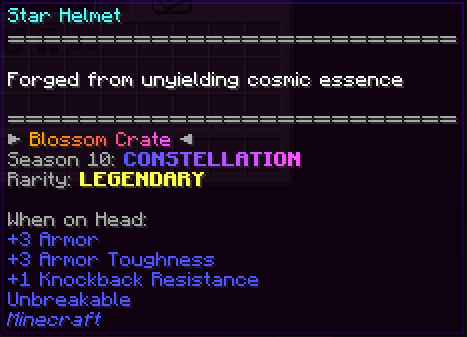 Star Helmet
==================================
Forged from unyielding cosmic essence
==================================
► Blossom Crate ◄
Season 10: CONSTELLATION
Rarity: LEGENDARY
When on Head:
+3 Armor
+3 Armor Toughness
+1 Knockback Resistance
Unbreakable
Minecraft